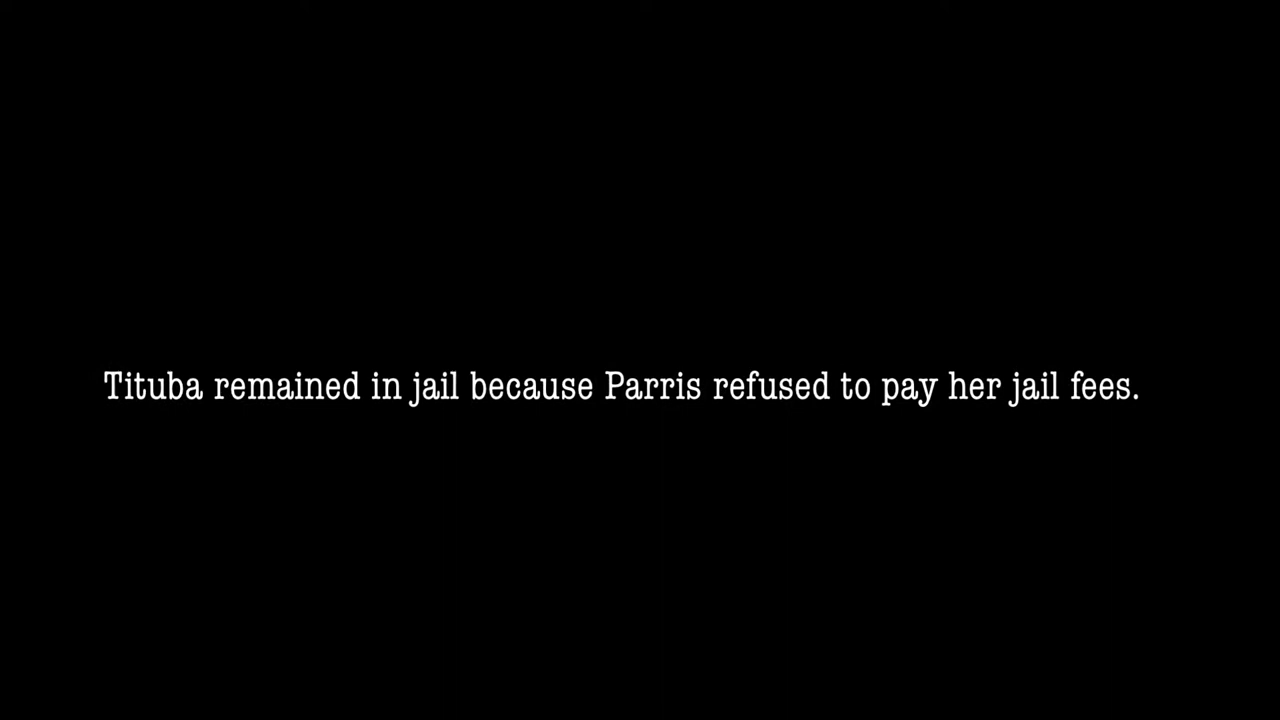 Tituba remained in jail because Parris refused to pay her jail fees.